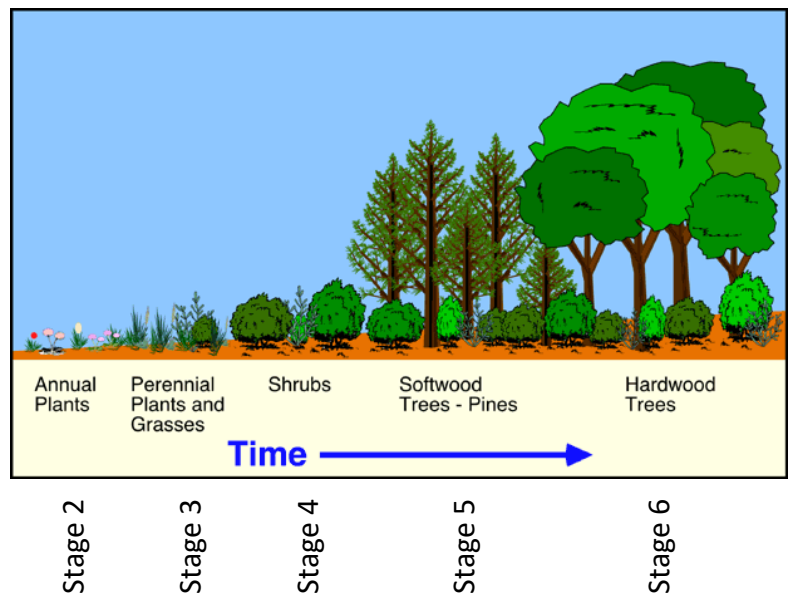 Annual
Plants
Perennial
Plants and
Grasses
Shrubs
Softwood
Trees - Pines
Hardwood
Trees
Time
Stage 2
Stage 3
Stage 4
Stage 5
Stage 6